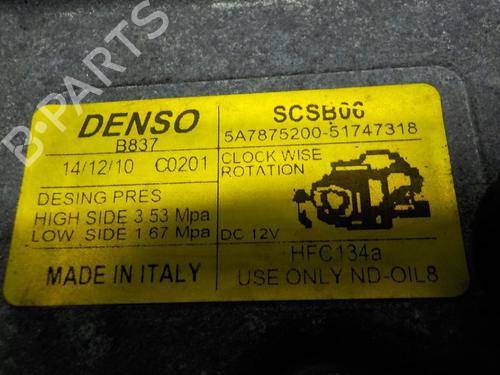 DENSO
B837
14/12/10 C0201
DESING PRES
HIGH SIDE 3.53 Mpa
LOW SIDE 1.67 Mpa
MADE IN ITALY
SCSB06
5A7875200-51747318
CLOCK WISE
ROTATION
DC 12V
HFC134a
USE ONLY ND-OIL8
B-PARTS